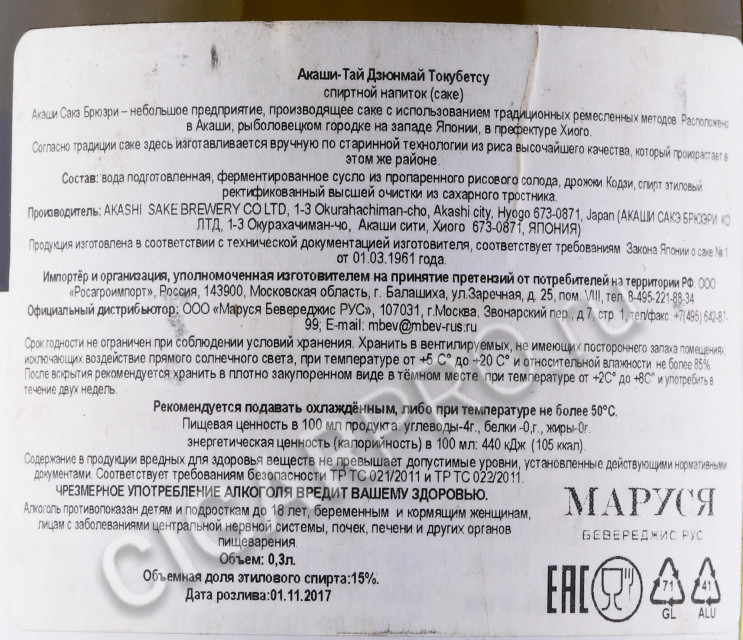 Акаши-Тай Дзюнмай Токубетсу
спиртной напиток (саке)
Акаши Сакэ Брюэри – небольшое предприятие, производящее саке с использованием традиционных ремесленных методов. Расположено
в Акаши, рыболовецком городке на западе Японии, в префектуре Хиого.
Согласно традиции саке здесь изготавливается вручную по старинной технологии из риса высочайшего качества, который произрастает в
этом же районе.
Состав: вода подготовленная, ферментированное сусло из пропаренного рисового солода, дрожжи Кодзи, спирт этиловый
ректификованный высшей очистки из сахарного тростника.
Производитель: AKASHI SAKE BREWERY CO LTD, 1-3 Okurahachiman-cho, Akashi city, Hyogo 673-0871, Japan (АКАШИ САКЭ БРЮЭРИ КО
ЛТД, 1-3 Окурахачиман-чо, Акаши сити, Хиого 673-0871, ЯПОНИЯ)
Продукция изготовлена в соответствии с технической документацией изготовителя, соответствует требованиям Закона Японии о саке № 1
от 01.03.1961 года.
Импортёр и организация, уполномоченная изготовителем на принятие претензий от потребителей на территории РФ: ООО
«Росагроимпорт», Россия, 143900, Московская область, г. Балашиха, ул.Заречная, д. 25, пом. VIII, тел. 8-495-221-88-34
Официальный дистрибьютор: ООО «Маруся Бевереджис РУС», 107031, г.Москва, Звонарский пер., д.7, стр. 1, тел/факс: +7(495) 642-87-
99; E-mail: mbev@mbev-rus.ru
Срок годности не ограничен при соблюдении условий хранения. Хранить в вентилируемых, не имеющих постороннего запаха помещениях,
исключающих воздействие прямого солнечного света, при температуре от +5 С° до +20 С° и относительной влажности не более 85%.
После вскрытия рекомендуется хранить в плотно закупоренном виде в тёмном месте при температуре от +2С° до +8С° и употребить в
течение двух недель.
Рекомендуется подавать охлаждённым, либо при температуре не более 50°С.
Пищевая ценность в 100 мл продукта: углеводы-4г., белки -0,г., жиры-0г.
энергетическая ценность (калорийность) в 100 мл: 440 кДж (105 ккал).
Содержание в продукции вредных для здоровья веществ не превышает допустимые уровни, установленные действующими нормативными
документами. Соответствует требованиям безопасности ТР ТС 021/2011 и ТР ТС 022/2011.
ЧРЕЗМЕРНОЕ УПОТРЕБЛЕНИЕ АЛКОГОЛЯ ВРЕДИТ ВАШЕМУ ЗДОРОВЬЮ.
Алкоголь противопоказан детям и подросткам до 18 лет, беременным и кормящим женщинам,
лицам с заболеваниями центральной нервной системы, почек, печени и других органов
пищеварения.
Объем: 0,3л.
Объемная доля этилового спирта:15%.
Дата розлива:01.11.2017
МАРУСЯ
БЕВЕРЕДЖИС РУС
EAC
71
GL
41
ALU
CIGARPRO.RU